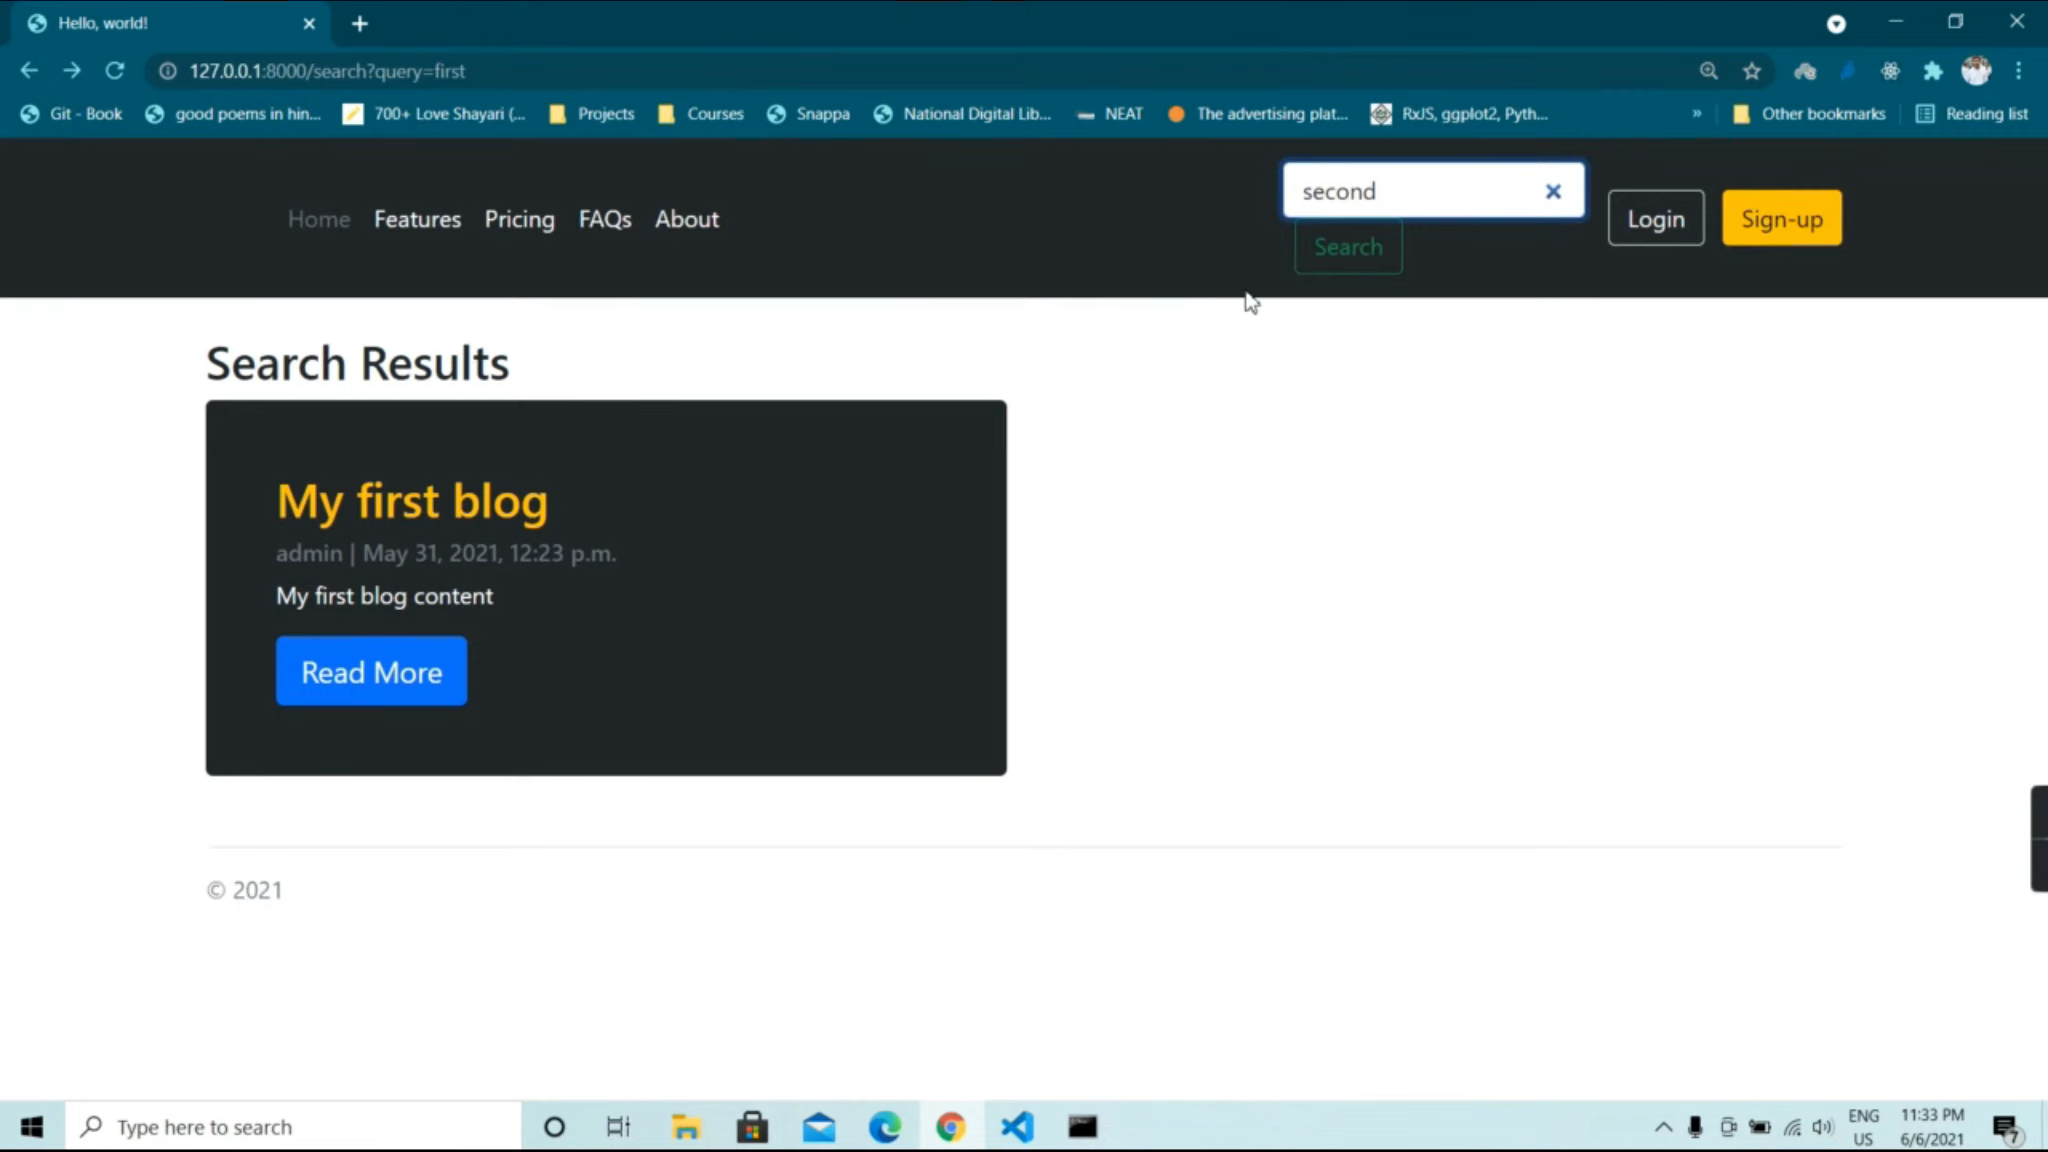 Hello, world!
127.0.0.1:8000/search?query=first
Git - Book
good poems in hin...
700+ Love Shayari (...
Projects
Courses
Snappa
National Digital Lib...
NEAT
The advertising plat...
RxJS, ggplot2, Pyth...
»
Other bookmarks
Reading list
Home Features Pricing FAQs About
second
Search
Login
Sign-up
Search Results
My first blog
admin | May 31, 2021, 12:23 p.m.
My first blog content
Read More
© 2021
Type here to search
ENG
US
11:33 PM
6/6/2021
7